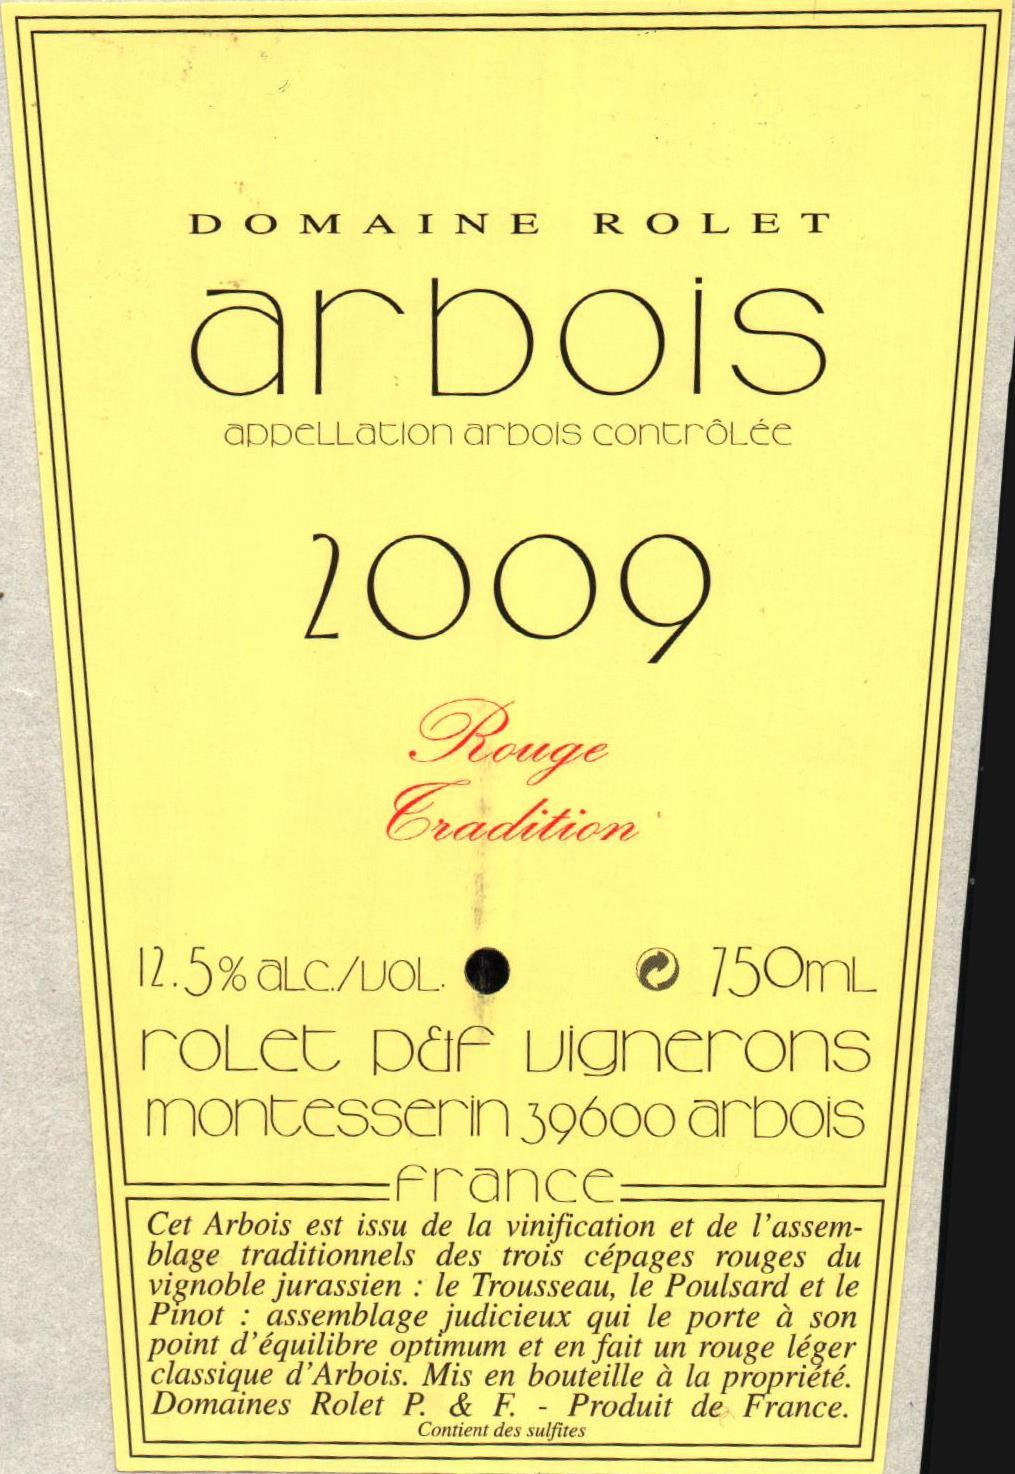 DOMAINE ROLET
arbois
appellation arbois contrôlée
2009
Rouge
Tradition
12.5% alc./vol. 750ml
rolet p&f vignerons
montesserin 39600 arbois
france
Cet Arbois est issu de la vinification et de l'assem-
blage traditionnels des trois cépages rouges du
vignoble jurassien : le Trousseau, le Poulsard et le
Pinot : assemblage judicieux qui le porte à son
point d'équilibre optimum et en fait un rouge léger
classique d'Arbois. Mis en bouteille à la propriété.
Domaines Rolet P. & F. - Produit de France.
Contient des sulfites